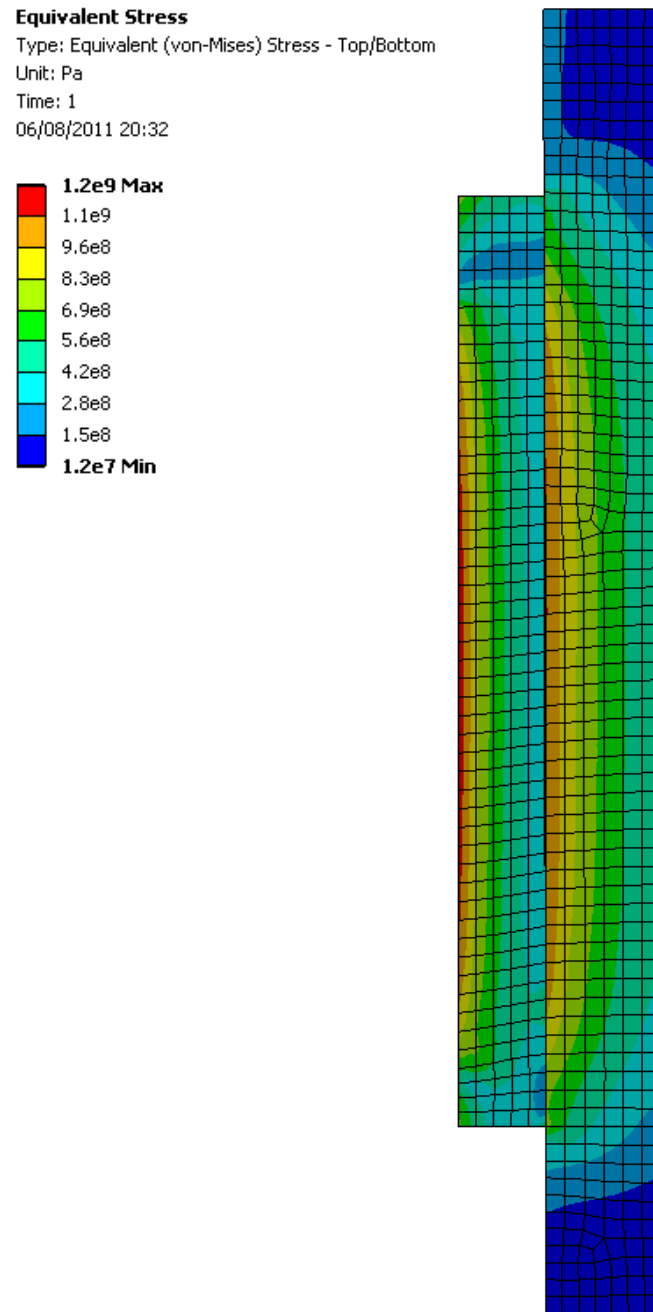 Equivalent Stress
Type: Equivalent (von-Mises) Stress - Top/Bottom
Unit: Pa
Time: 1
06/08/2011 20:32
1.2e9 Max
1.1e9
9.6e8
8.3e8
6.9e8
5.6e8
4.2e8
2.8e8
1.5e8
1.2e7 Min